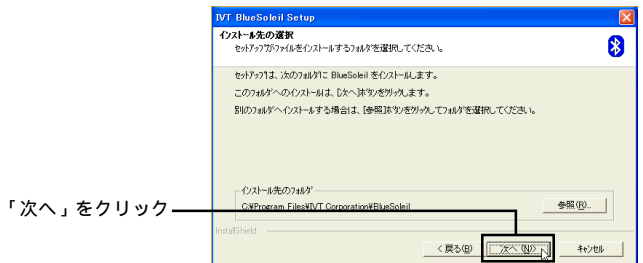 IVT BlueSoleil Setup
インストール先の選択
セットアップがファイルをインストールするフォルダを選択してください。
セットアップは、次のフォルダに BlueSoleil をインストールします。
このフォルダへのインストールは、[次へ]ボタンをクリックします。
別のフォルダへインストールする場合は、[参照]ボタンをクリックしてフォルダを選択してください。
インストール先のフォルダ
C:¥Program Files¥IVT Corporation¥BlueSoleil
参照(R)...
「次へ」をクリック
InstallShield
< 戻る(B)
次へ (N)>
キャンセル